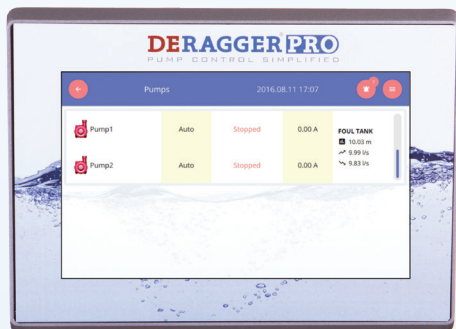 DERAGGER PRO
PUMP CONTROL SIMPLIFIED
Pumps 2016.08.11 17:07 1
Pump1 Auto Stopped 0.00 A
FOUL TANK
10.03 m
9.99 l/s
9.83 l/s
Pump2 Auto Stopped 0.00 A